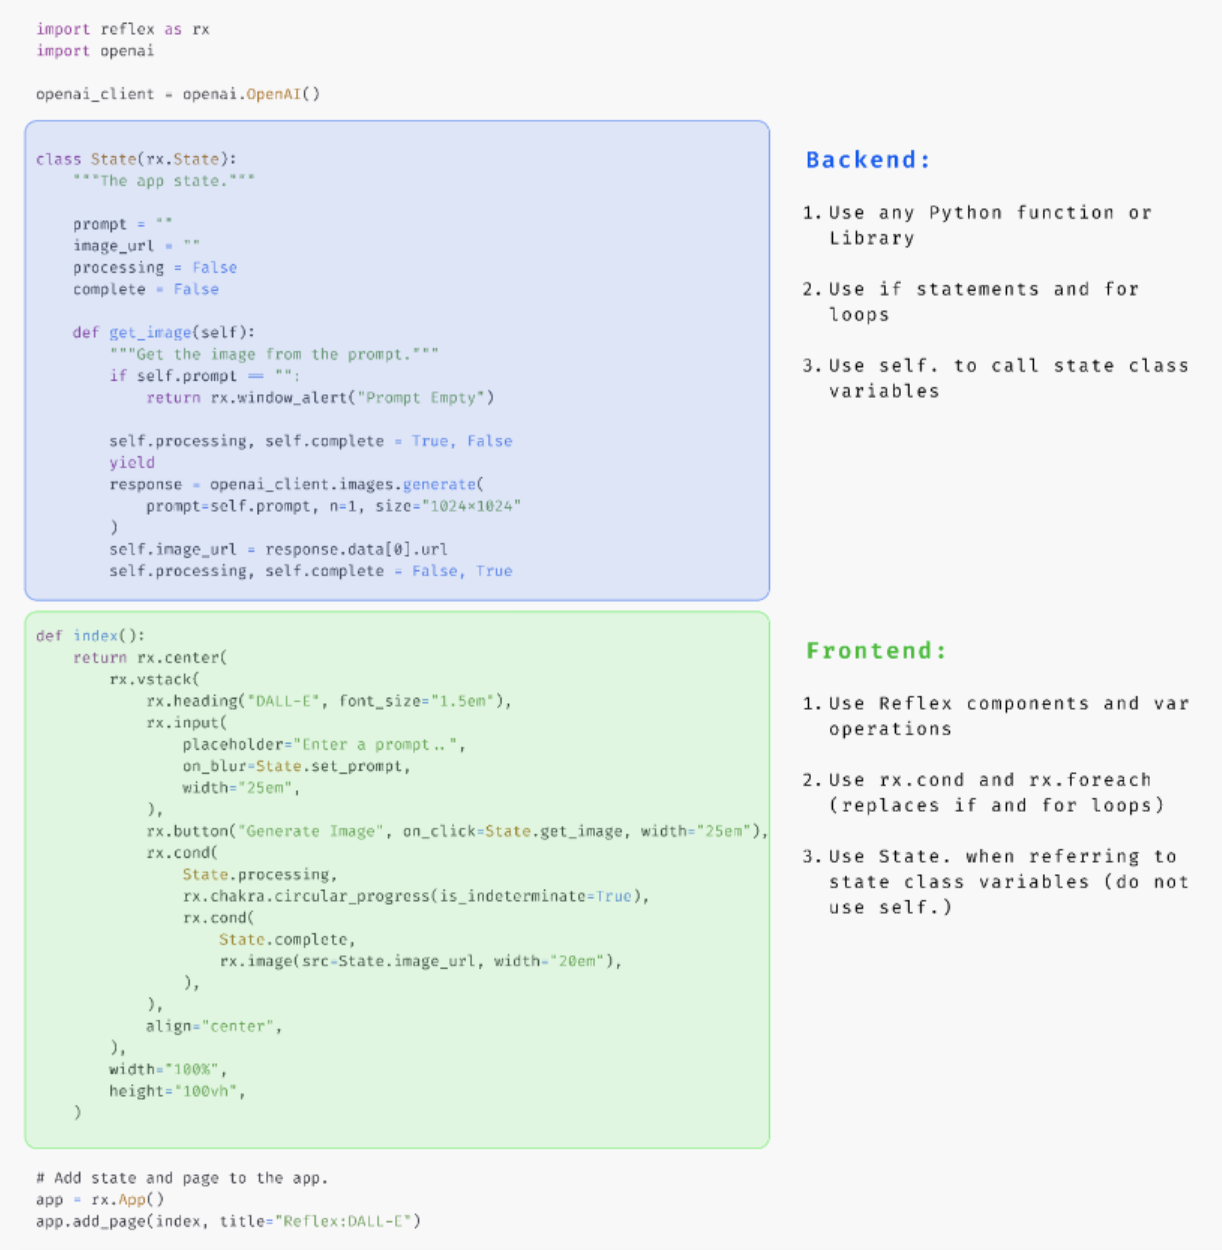 import reflex as rx
import openai
openai_client = openai.OpenAI()
class State(rx.State):
    """The app state."""
    prompt = ""
    image_url = ""
    processing = False
    complete = False
    def get_image(self):
        """Get the image from the prompt."""
        if self.prompt == "":
            return rx.window_alert("Prompt Empty")
        self.processing, self.complete = True, False
        yield
        response = openai_client.images.generate(
            prompt=self.prompt, n=1, size="1024×1024"
        )
        self.image_url = response.data[0].url
        self.processing, self.complete = False, True
Backend:
1. Use any Python function or
Library
2. Use if statements and for
loops
3. Use self. to call state class
variables
def index():
    return rx.center(
        rx.vstack(
            rx.heading("DALL-E", font_size="1.5em"),
            rx.input(
                placeholder="Enter a prompt..",
                on_blur=State.set_prompt,
                width="25em",
            ),
            rx.button("Generate Image", on_click=State.get_image, width="25em"),
            rx.cond(
                State.processing,
                rx.chakra.circular_progress(is_indeterminate=True),
                rx.cond(
                    State.complete,
                    rx.image(src=State.image_url, width="20em"),
                ),
            ),
            align="center",
        ),
        width="100%",
        height="100vh",
    )
Frontend:
1. Use Reflex components and var
operations
2. Use rx.cond and rx.foreach
(replaces if and for loops)
3. Use State. when referring to
state class variables (do not
use self.)
# Add state and page to the app.
app = rx.App()
app.add_page(index, title="Reflex:DALL-E")